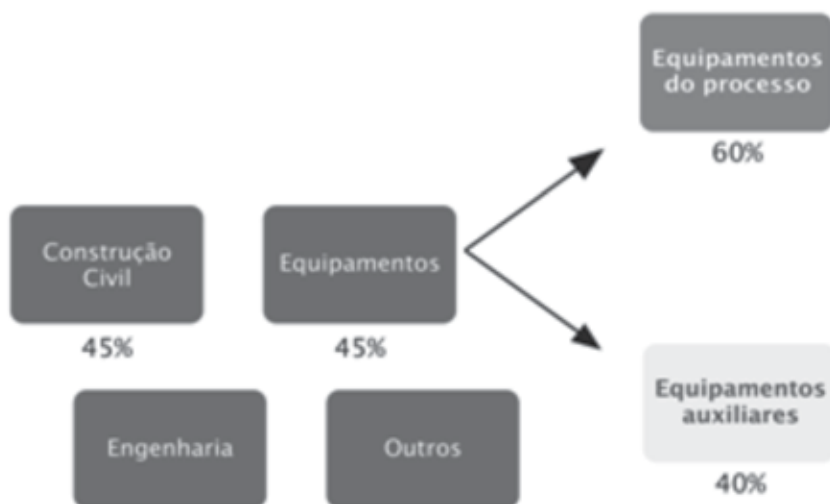 Equipamentos
do processo
60%
Construção
Civil
45%
Equipamentos
45%
Equipamentos
auxiliares
40%
Engenharia
Outros